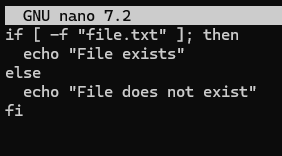 GNU nano 7.2
if [ -f "file.txt" ]; then
  echo "File exists"
else
  echo "File does not exist"
fi